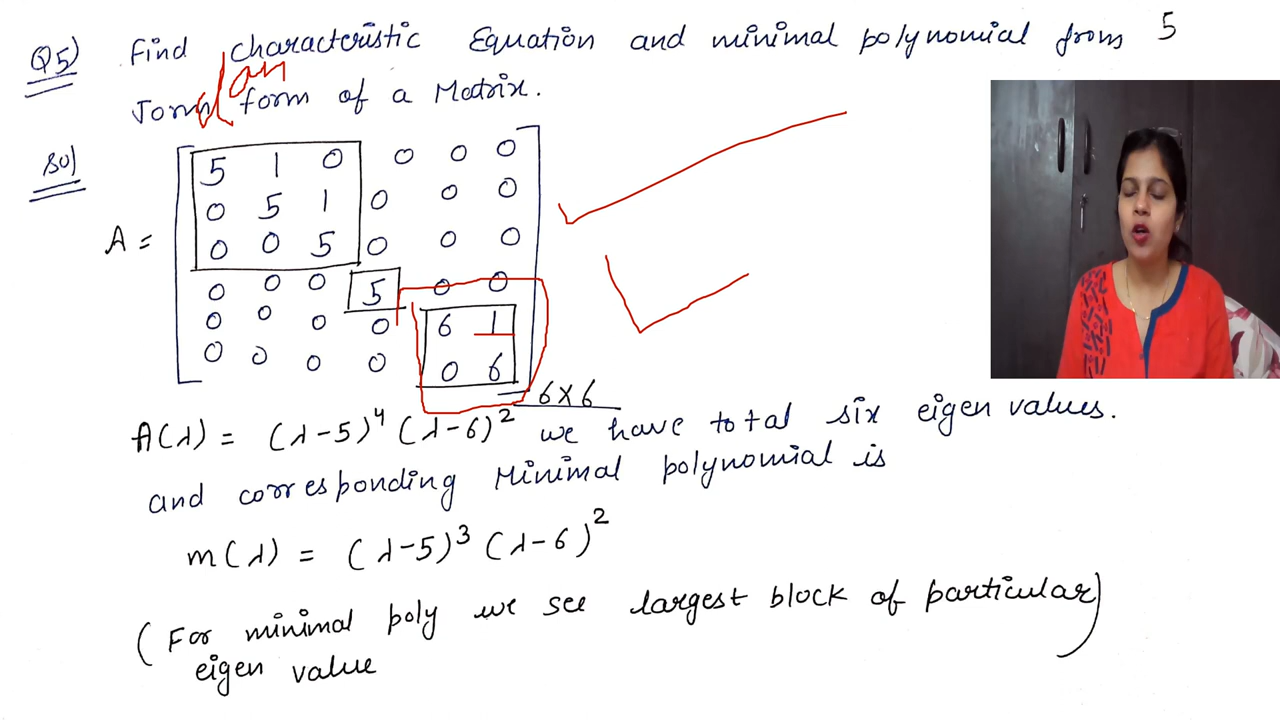 Q5) Find characteristic Equation and minimal polynomial from 5
Jordan form of a Matrix.
Sol
A = [ 5 1 0 0 0 0
0 5 1 0 0 0
0 0 5 0 0 0
0 0 0 5 0 0
0 0 0 0 6 1
0 0 0 0 0 6 ] 6×6
A(λ) = (λ-5)⁴ (λ-6)² we have total six eigen values.
and corresponding Minimal polynomial is
m(λ) = (λ-5)³ (λ-6)²
(For minimal poly we see largest block of particular)
eigen value